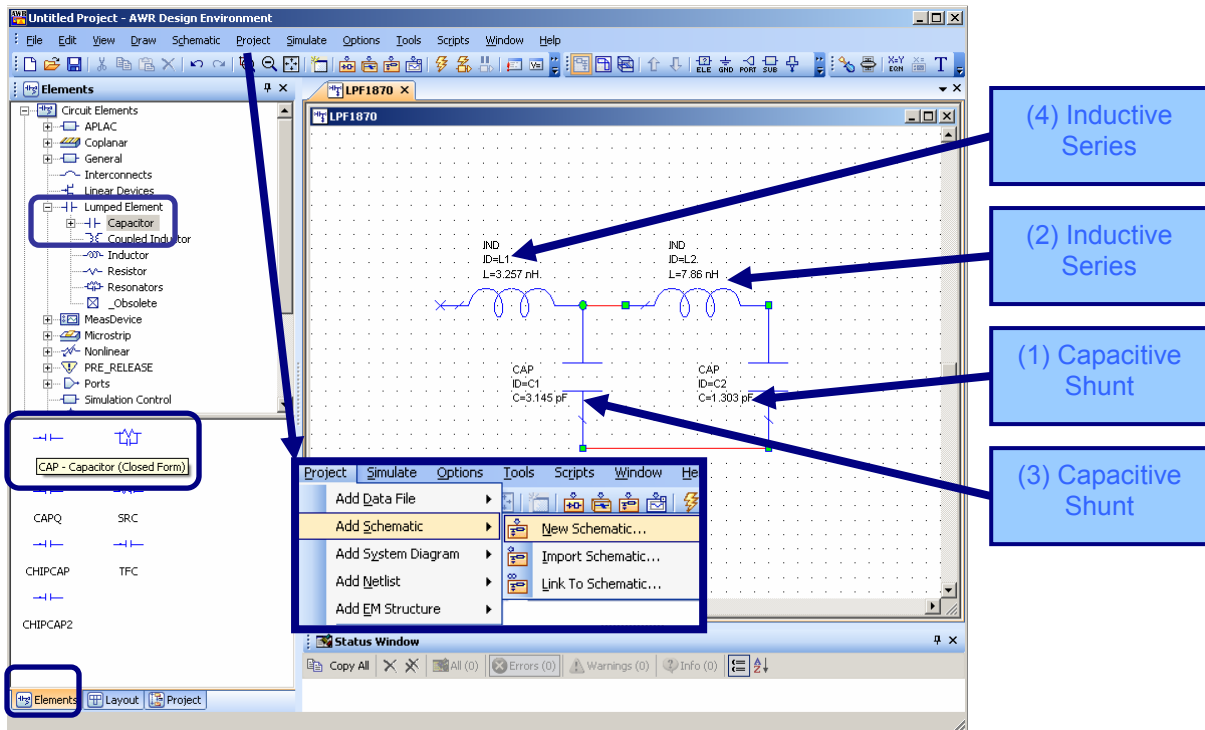 Untitled Project - AWR Design Environment
File Edit View Draw Schematic Project Simulate Options Tools Scripts Window Help
ELE GND PORT SUB X=Y EQN T
Elements
LPF1870
LPF1870
Circuit Elements
APLAC
Coplanar
General
Interconnects
Linear Devices
Lumped Element
Capacitor
Coupled Inductor
Inductor
Resistor
Resonators
_Obsolete
MeasDevice
Microstrip
Nonlinear
PRE_RELEASE
Ports
Simulation Control
CAP - Capacitor (Closed Form)
CAPQ SRC
CHIPCAP TFC
CHIPCAP2
Elements Layout Project
IND
ID=L1
L=3.257 nH
IND
ID=L2
L=7.86 nH
CAP
ID=C1
C=3.145 pF
CAP
ID=C2
C=1.303 pF
Project Simulate Options Tools Scripts Window He
Add Data File
Add Schematic
Add System Diagram
Add Netlist
Add EM Structure
New Schematic...
Import Schematic...
Link To Schematic...
Status Window
Copy All All (0) Errors (0) Warnings (0) Info (0)
(4) Inductive
Series
(2) Inductive
Series
(1) Capacitive
Shunt
(3) Capacitive
Shunt